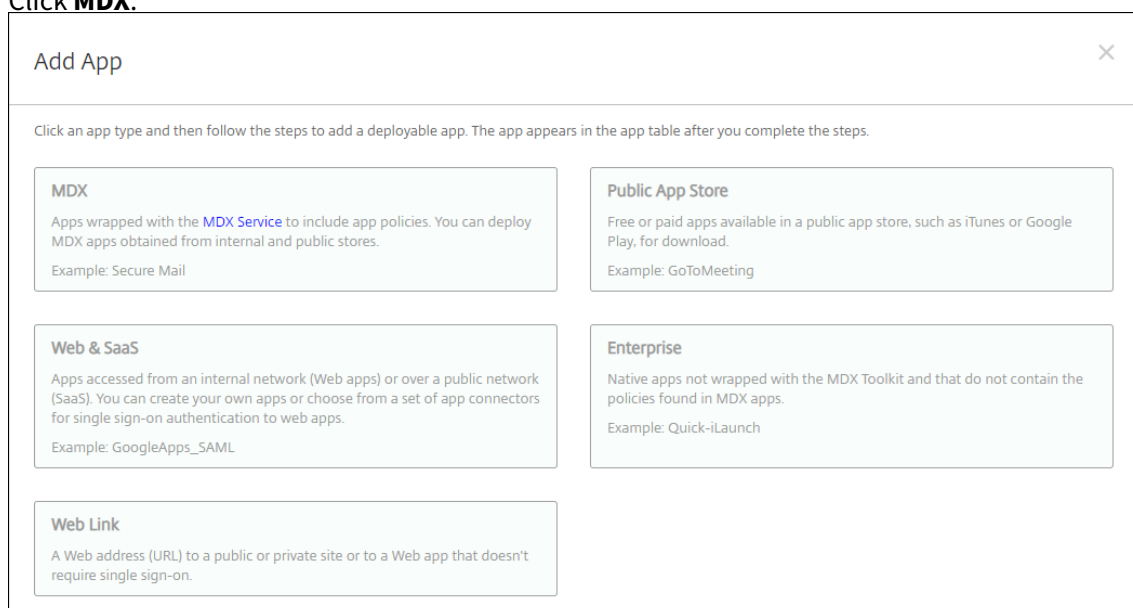 Click MDX.
Add App
Click an app type and then follow the steps to add a deployable app. The app appears in the app table after you complete the steps.
MDX
Apps wrapped with the MDX Service to include app policies. You can deploy
MDX apps obtained from internal and public stores.
Example: Secure Mail
Public App Store
Free or paid apps available in a public app store, such as iTunes or Google
Play, for download.
Example: GoToMeeting
Web & SaaS
Apps accessed from an internal network (Web apps) or over a public network
(SaaS). You can create your own apps or choose from a set of app connectors
for single sign-on authentication to web apps.
Example: GoogleApps_SAML
Enterprise
Native apps not wrapped with the MDX Toolkit and that do not contain the
policies found in MDX apps.
Example: Quick-iLaunch
Web Link
A Web address (URL) to a public or private site or to a Web app that doesn't
require single sign-on.